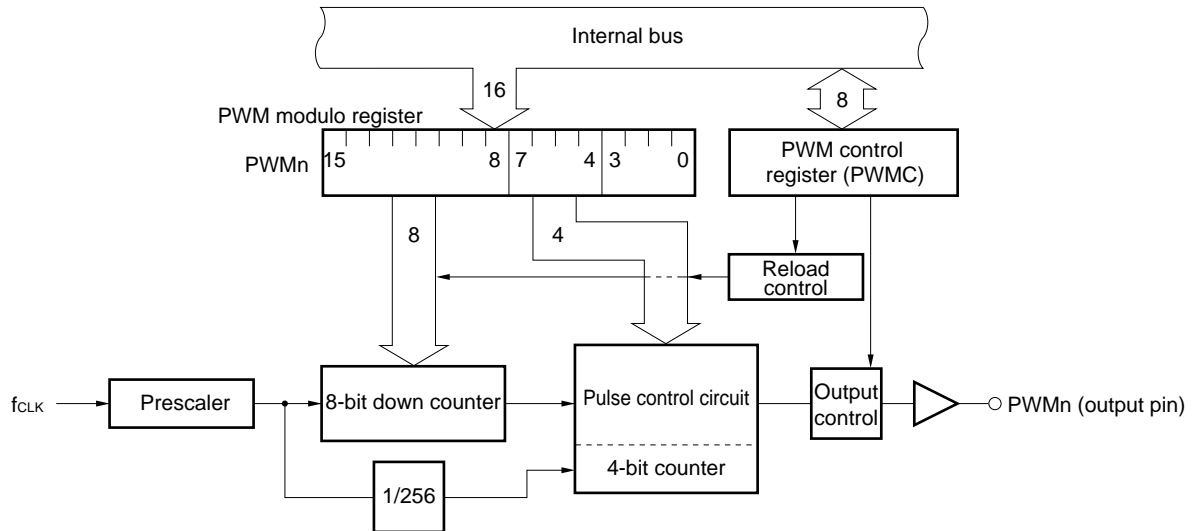 Internal bus
16
8
PWM modulo register
PWMn
15 8 7 4 3 0
PWM control
register (PWMC)
8
4
Reload
control
fCLK
Prescaler
8-bit down counter
Pulse control circuit
Output
control
PWMn (output pin)
4-bit counter
1/256